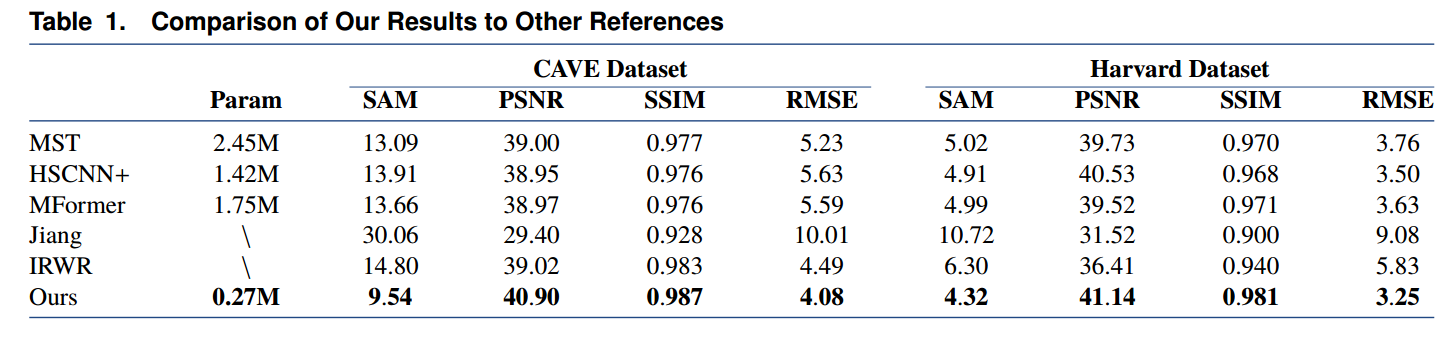 Table 1. Comparison of Our Results to Other References
CAVE Dataset Harvard Dataset
Param SAM PSNR SSIM RMSE SAM PSNR SSIM RMSE
MST 2.45M 13.09 39.00 0.977 5.23 5.02 39.73 0.970 3.76
HSCNN+ 1.42M 13.91 38.95 0.976 5.63 4.91 40.53 0.968 3.50
MFormer 1.75M 13.66 38.97 0.976 5.59 4.99 39.52 0.971 3.63
Jiang \ 30.06 29.40 0.928 10.01 10.72 31.52 0.900 9.08
IRWR \ 14.80 39.02 0.983 4.49 6.30 36.41 0.940 5.83
Ours 0.27M 9.54 40.90 0.987 4.08 4.32 41.14 0.981 3.25